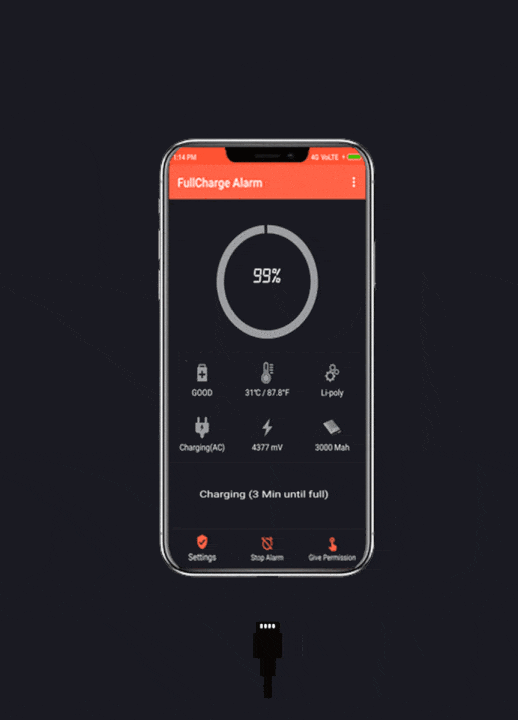 1:14 PM 4G VoLTE
FullCharge Alarm
99%
GOOD 31°C / 87.8°F Li-poly
Charging(AC) 4377 mV 3000 Mah
Charging (3 Min until full)
Settings Stop Alarm Give Permission